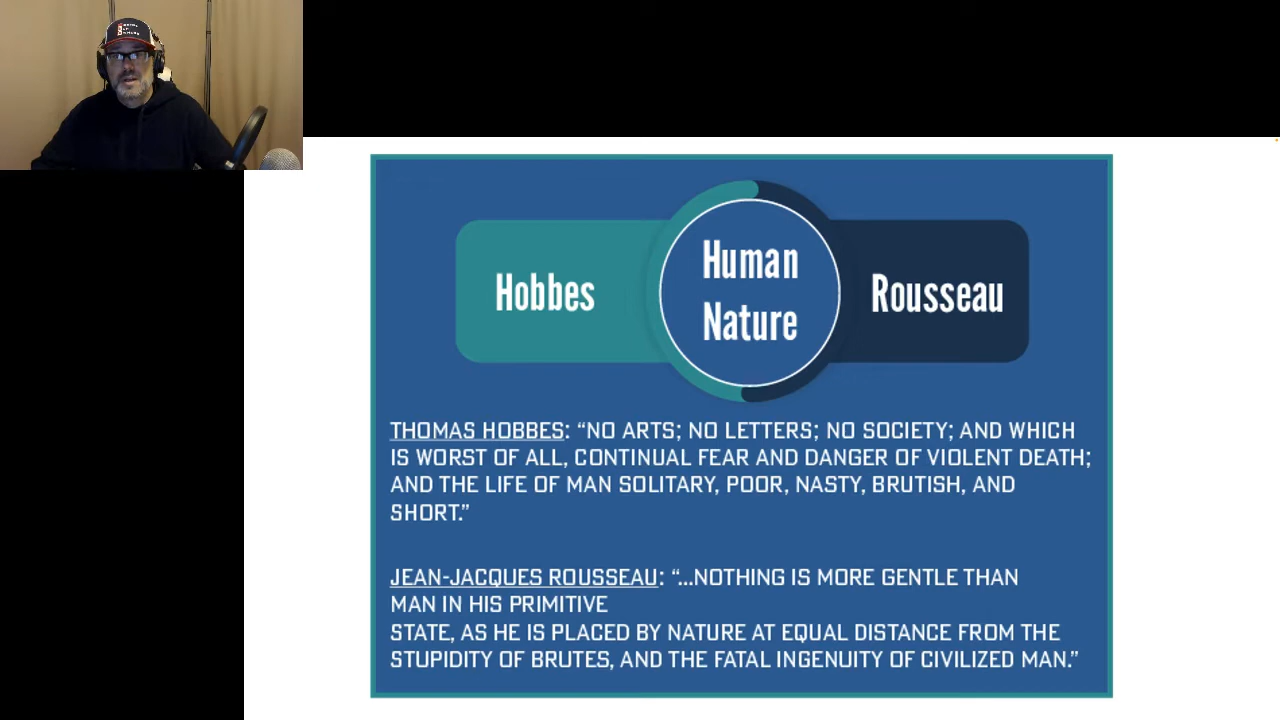 Hobbes
Human
Nature
Rousseau
THOMAS HOBBES: “NO ARTS; NO LETTERS; NO SOCIETY; AND WHICH
IS WORST OF ALL, CONTINUAL FEAR AND DANGER OF VIOLENT DEATH;
AND THE LIFE OF MAN SOLITARY, POOR, NASTY, BRUTISH, AND
SHORT.”
JEAN-JACQUES ROUSSEAU: “...NOTHING IS MORE GENTLE THAN
MAN IN HIS PRIMITIVE
STATE, AS HE IS PLACED BY NATURE AT EQUAL DISTANCE FROM THE
STUPIDITY OF BRUTES, AND THE FATAL INGENUITY OF CIVILIZED MAN.”